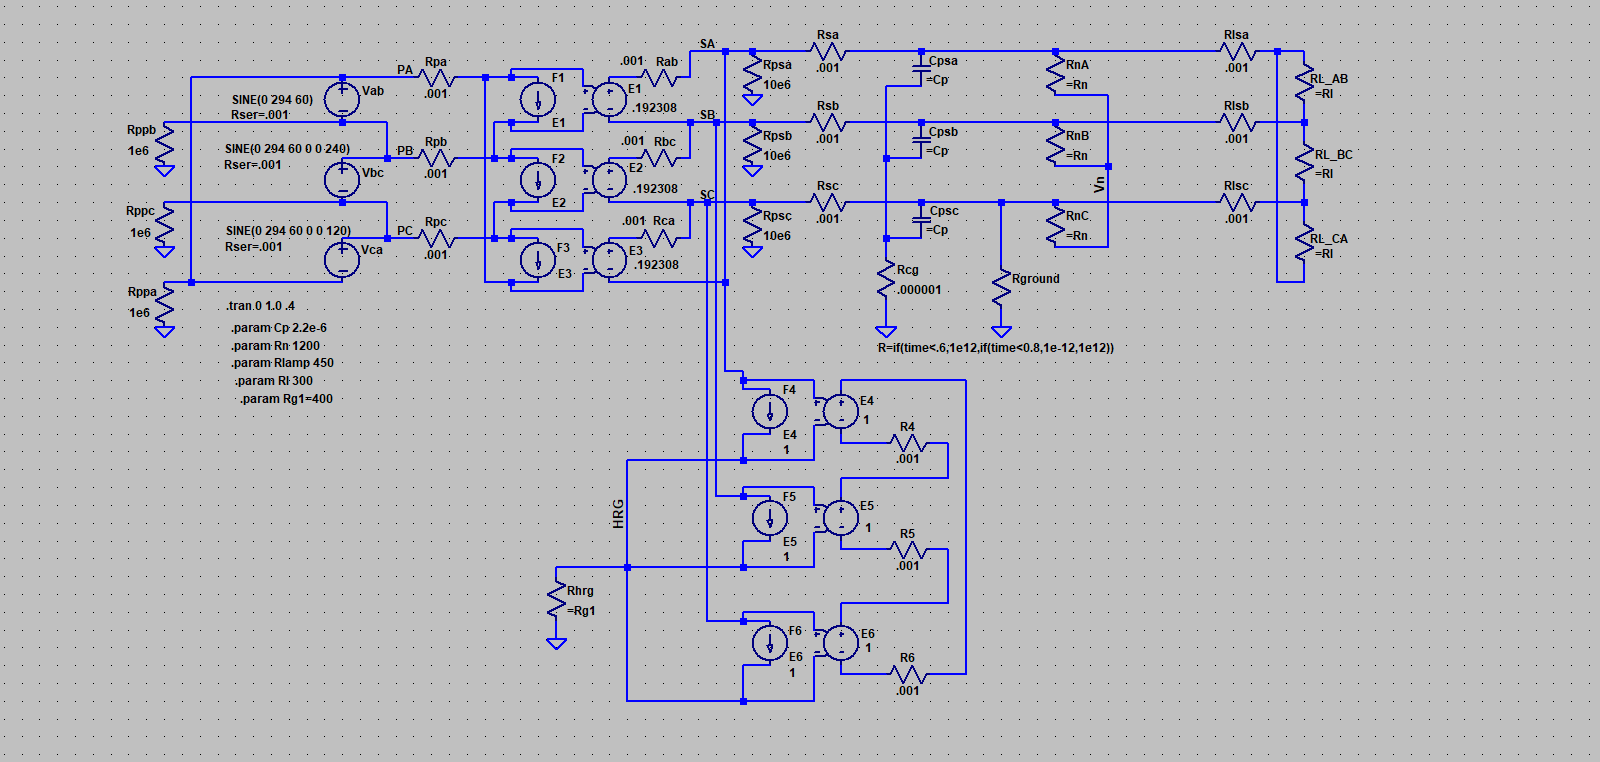 SA
Rsa
.001
Rlsa
.001
PA
Rpa
.001
.001
Rab
Rpsa
10e6
Cpsa
=Cp
RnA
=Rn
RL_AB
=Rl
Vab
SINE(0 294 60)
Rser=.001
F1
E1
E1
.192308
SB
Rsb
.001
Rlsb
.001
Rppb
1e6
PB
Rpb
.001
.001
Rbc
Rpsb
10e6
Cpsb
=Cp
RnB
=Rn
RL_BC
=Rl
SINE(0 294 60 0 0 240)
Rser=.001
Vbc
F2
E2
E2
.192308
Vn
SC
Rsc
.001
Rlsc
.001
Rppc
1e6
PC
Rpc
.001
.001
Rca
Rpsc
10e6
Cpsc
=Cp
RnC
=Rn
RL_CA
=Rl
SINE(0 294 60 0 0 120)
Rser=.001
Vca
F3
E3
E3
.192308
Rcg
.000001
Rground
R=if(time<.6,1e12,if(time<0.8,1e-12,1e12))
Rppa
1e6
.tran 0 1.0 .4
.param Cp 2.2e-6
.param Rn 1200
.param Rlamp 450
.param Rl 300
.param Rg1=400
F4
E4
1
E4
1
R4
.001
HRG
F5
E5
1
E5
1
R5
.001
Rhrg
=Rg1
F6
E6
1
E6
1
R6
.001